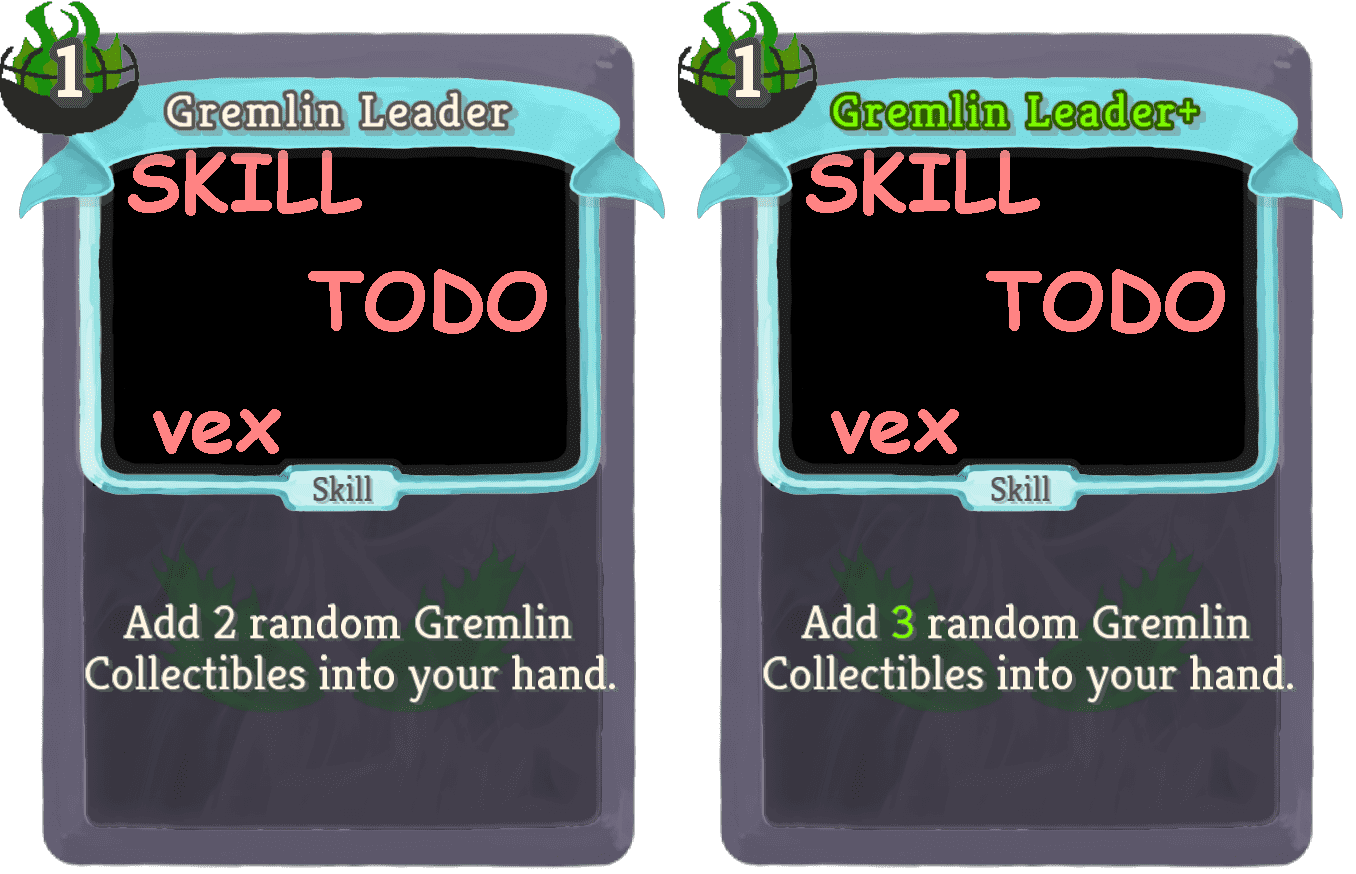 1
Gremlin Leader
SKILL
TODO
vex
Skill
Add 2 random Gremlin
Collectibles into your hand.
1
Gremlin Leader+
SKILL
TODO
vex
Skill
Add 3 random Gremlin
Collectibles into your hand.